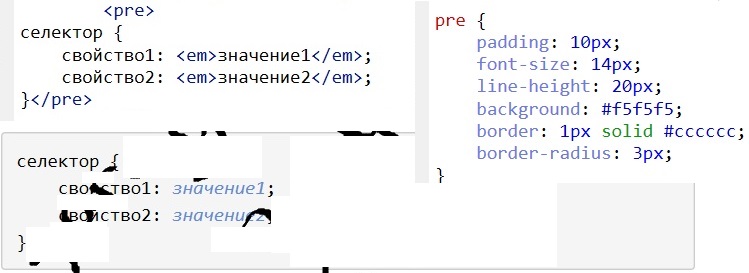 <pre>
селектор {
свойство1: <em>значение1</em>;
свойство2: <em>значение2</em>;
}</pre>
pre {
padding: 10px;
font-size: 14px;
line-height: 20px;
background: #f5f5f5;
border: 1px solid #cccccc;
border-radius: 3px;
}
селектор {
свойство1: значение1;
свойство2: значение2;
}